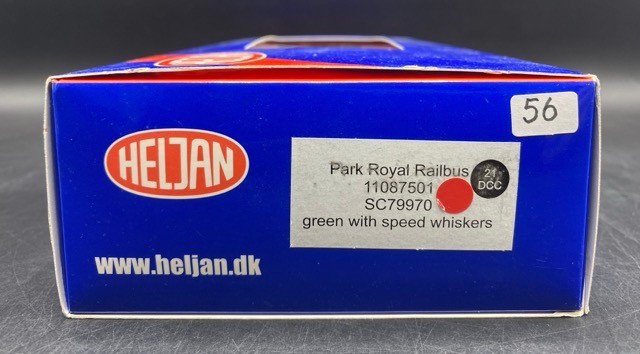 56
HELJAN
Park Royal Railbus
21
DCC
11087501
SC79970
green with speed whiskers
www.heljan.dk